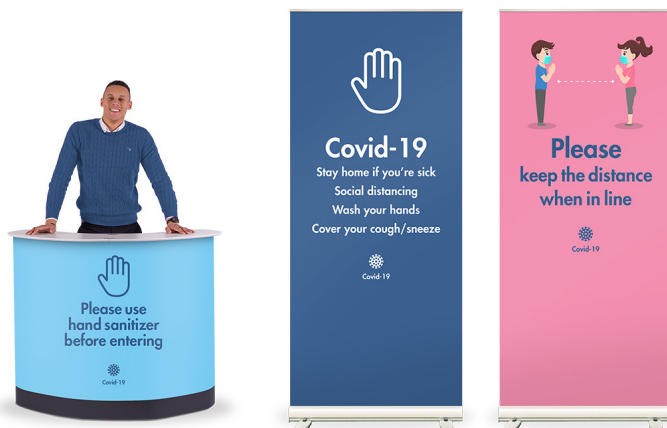 Please use
hand sanitizer
before entering
Covid-19
Covid-19
Stay home if you're sick
Social distancing
Wash your hands
Cover your cough/sneeze
Covid-19
Please
keep the distance
when in line
Covid-19